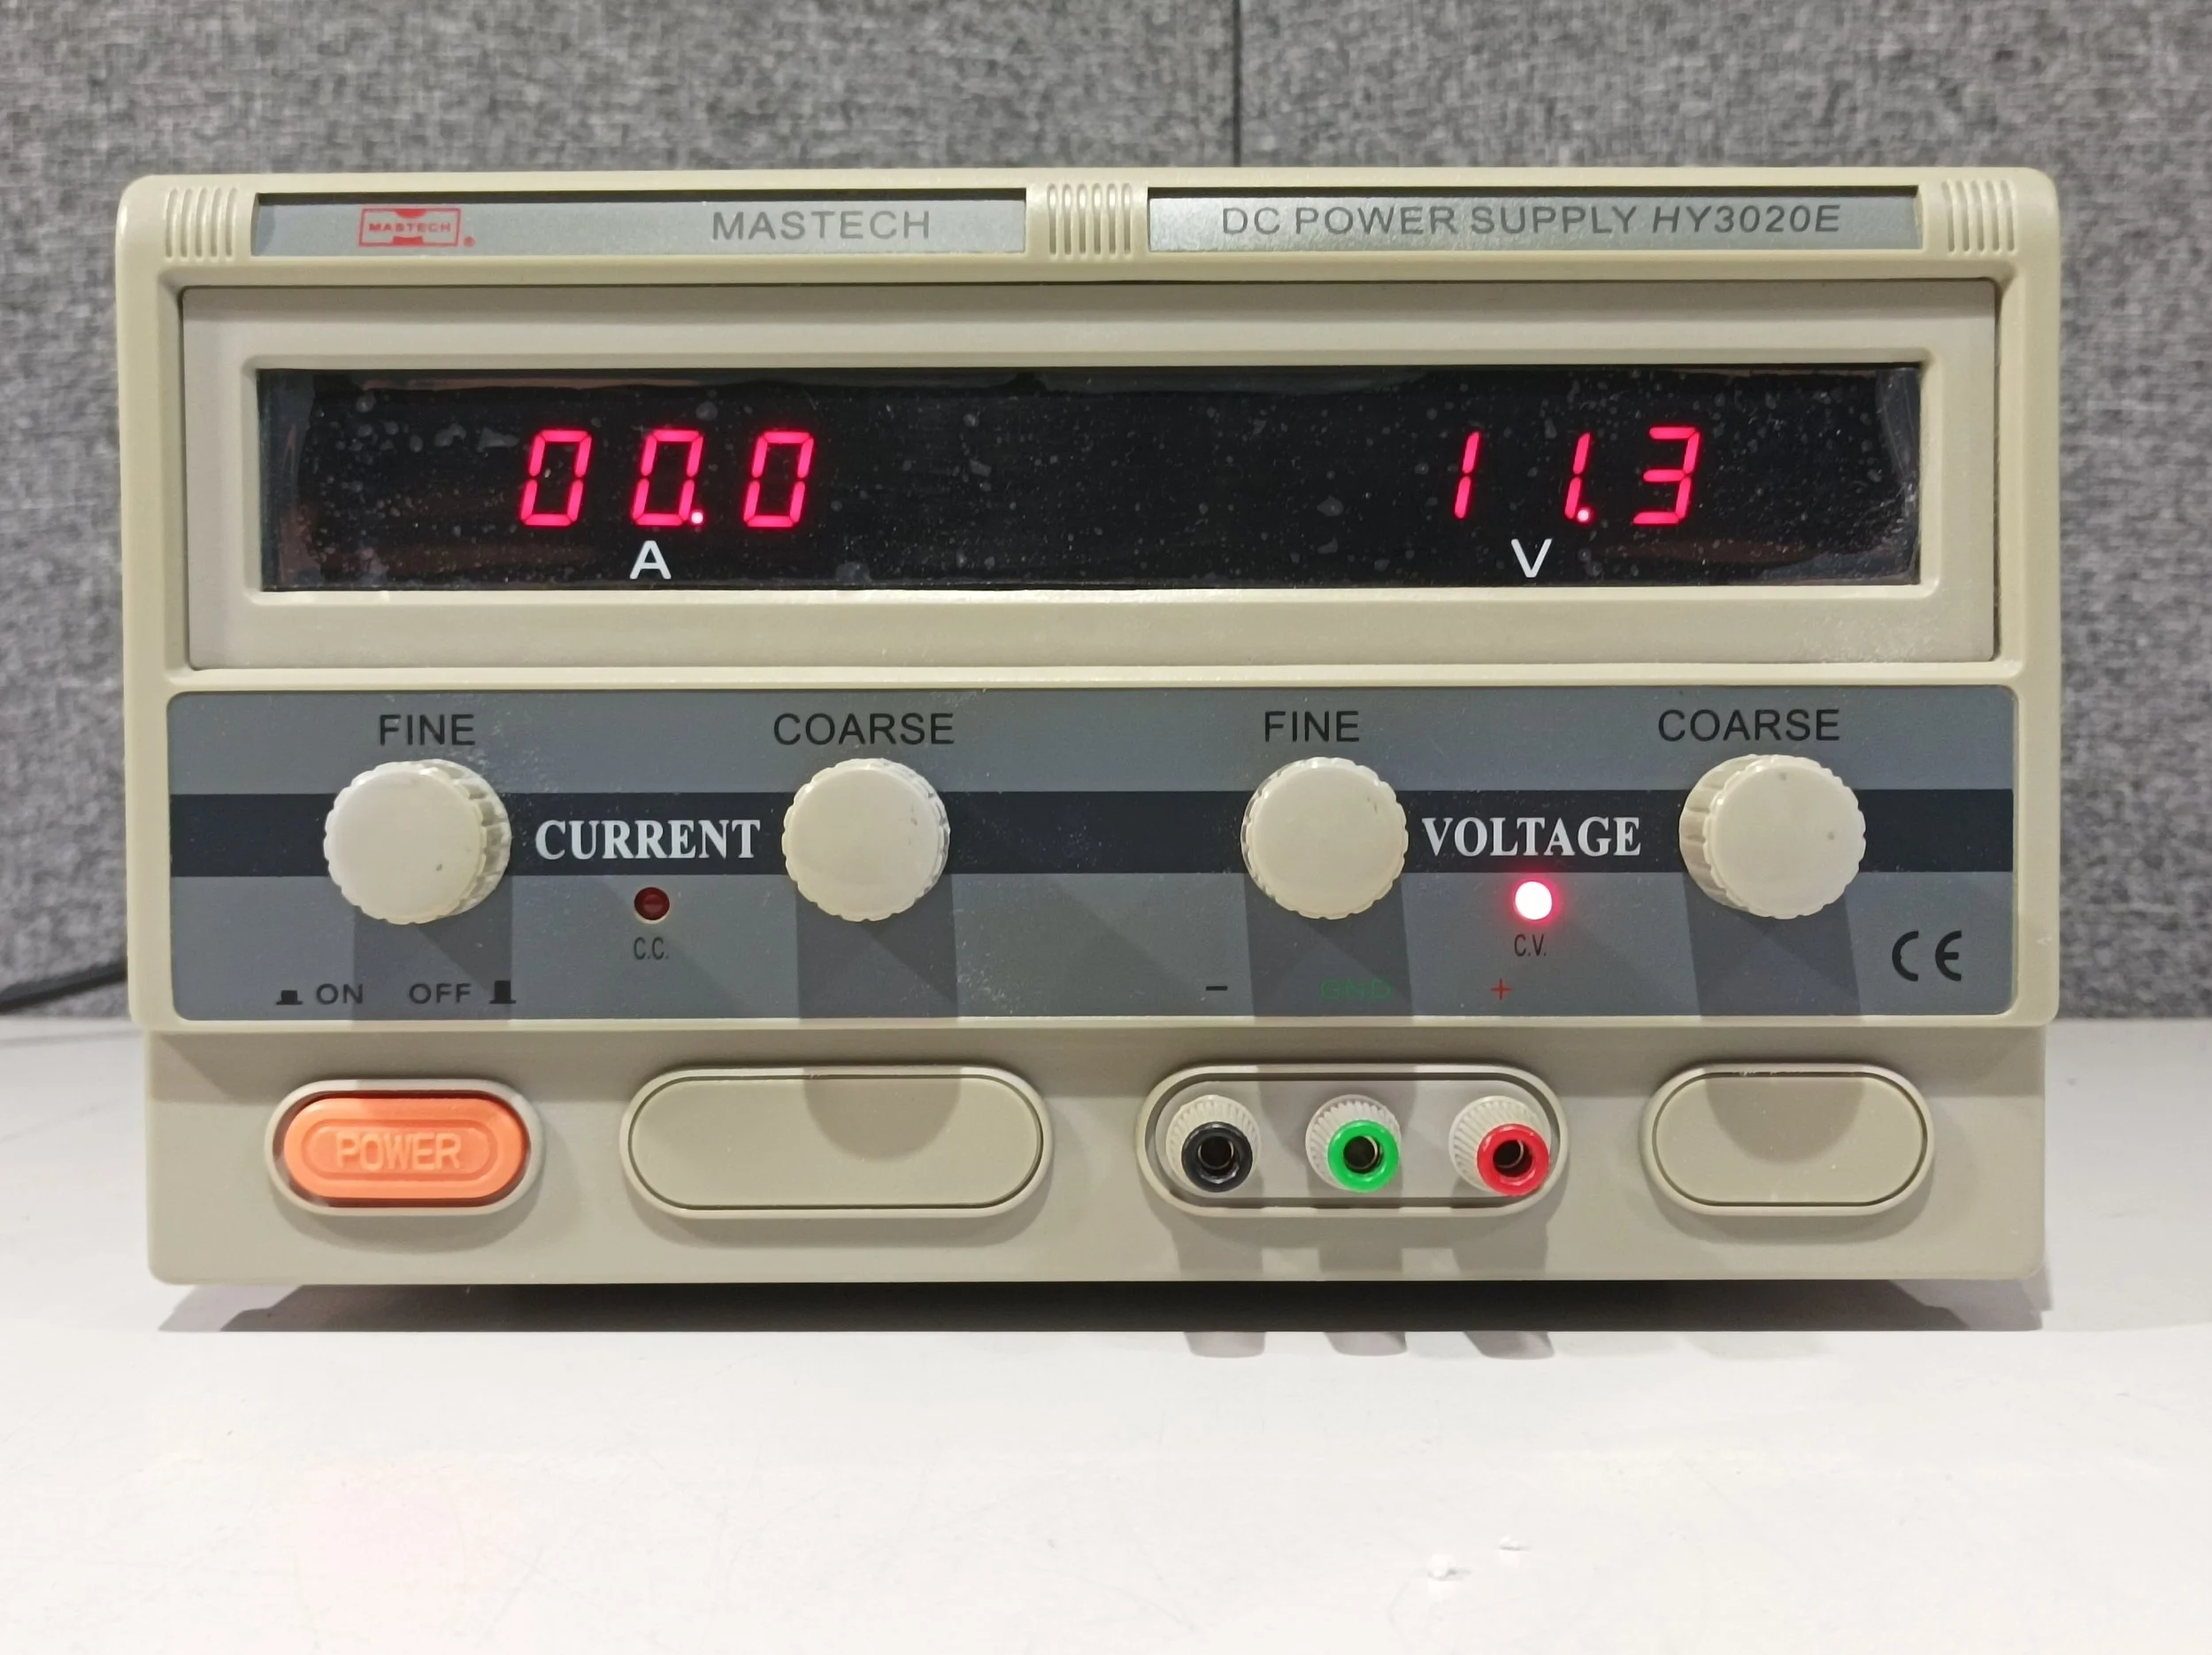 MASTECH ® MASTECH DC POWER SUPPLY HY3020E
00.0 11.3
A V
FINE COARSE FINE COARSE
CURRENT VOLTAGE
C.C. C.V.
CE
ON OFF - GND +
POWER